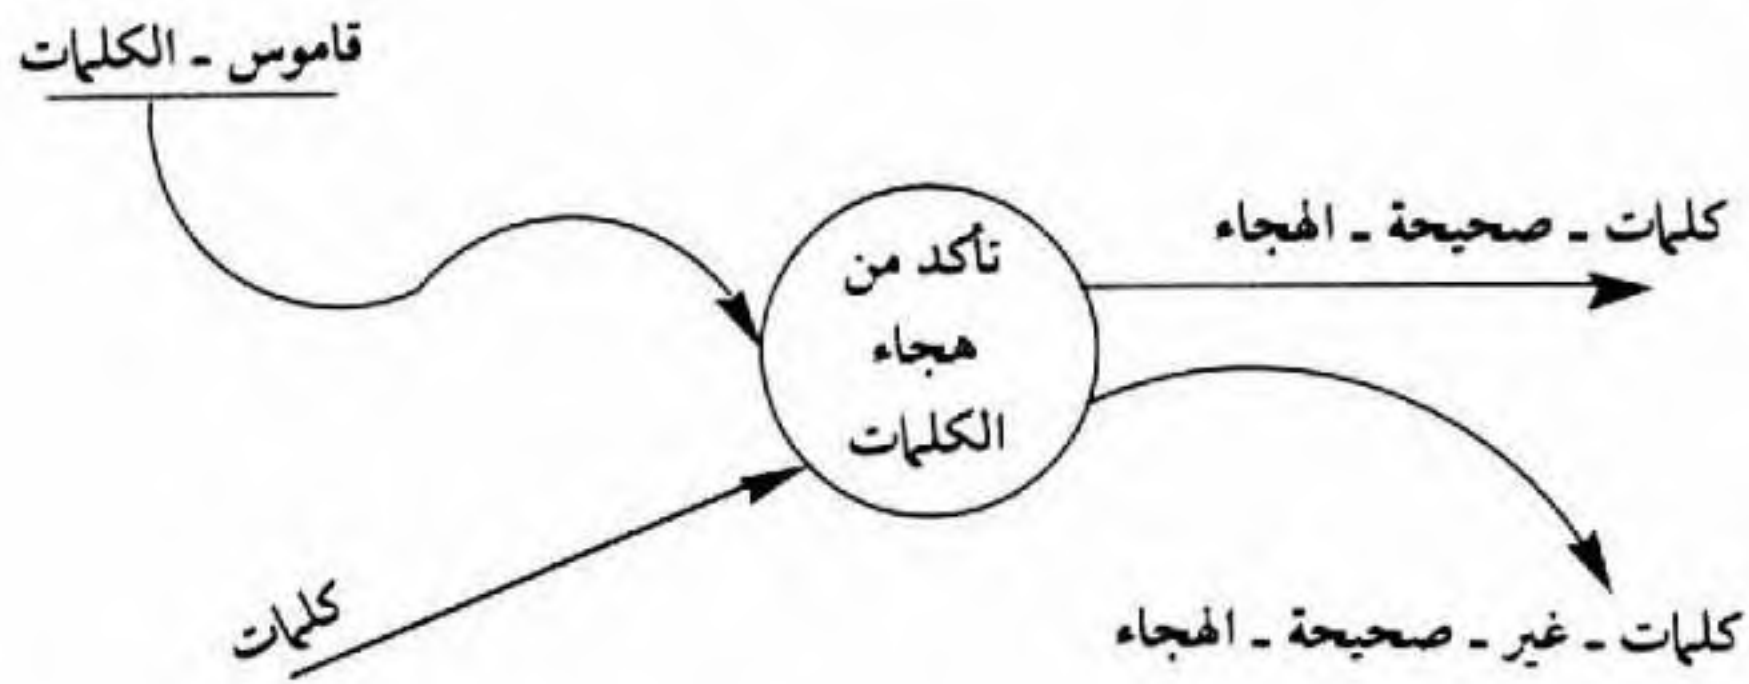 قاموس - الكلمات
كلمات - صحيحة - الهجاء
تأكد من
هجاء
الكلمات
كلمات
كلمات - غير - صحيحة - الهجاء